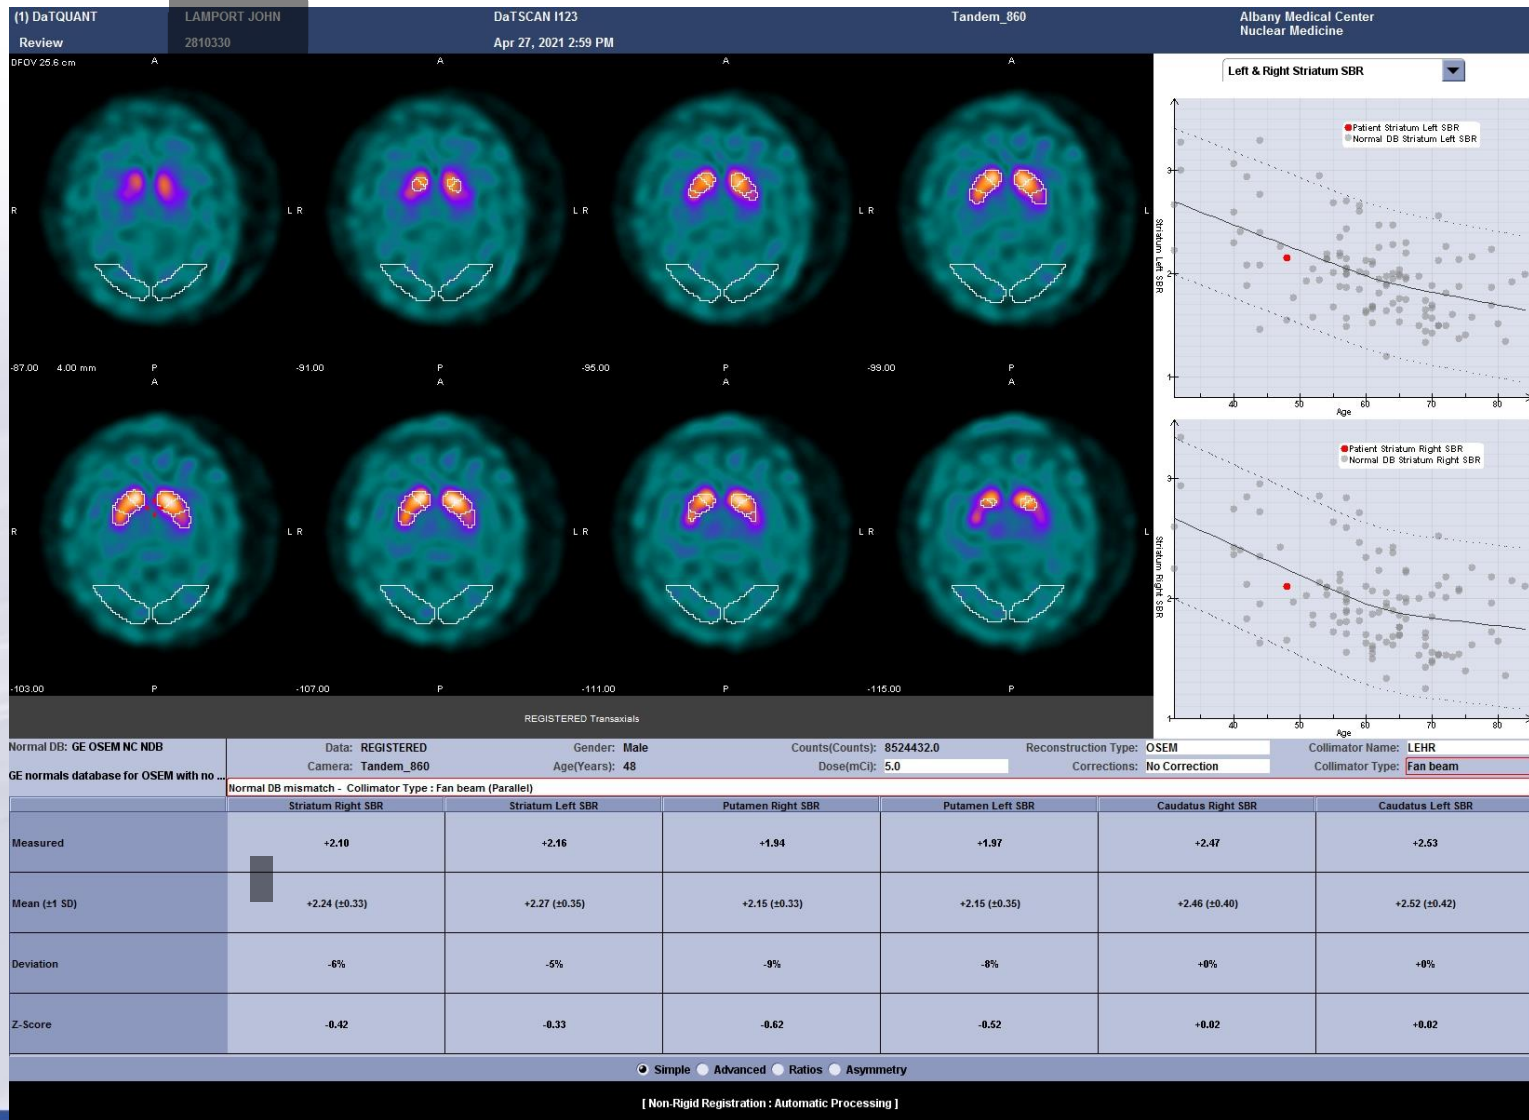 (1) DaTQUANT
LAMPORT JOHN
DaTSCAN I123
Tandem_860
Albany Medical Center
Nuclear Medicine
Review
2810330
Apr 27, 2021 2:59 PM
DFOV 25.6 cm
A
A
A
A
R
L R
L R
L R
L
-87.00
4.00 mm
P
-91.00
P
-95.00
P
-99.00
P
A
A
A
A
R
L R
L R
L R
L
-103.00
P
-107.00
P
-111.00
P
-115.00
P
REGISTERED Transaxials
Left & Right Striatum SBR
Patient Striatum Left SBR
Normal DB Striatum Left SBR
Striatum Left SBR
3
2
1
40 50 60 70 80
Age
Patient Striatum Right SBR
Normal DB Striatum Right SBR
Striatum Right SBR
3
2
1
40 50 60 70 80
Age
Normal DB: GE OSEM NC NDB
GE normals database for OSEM with no ...
Data: REGISTERED
Gender: Male
Counts(Counts): 8524432.0
Reconstruction Type: OSEM
Collimator Name: LEHR
Camera: Tandem_860
Age(Years): 48
Dose(mCi): 5.0
Corrections: No Correction
Collimator Type: Fan beam
Normal DB mismatch - Collimator Type : Fan beam (Parallel)
Striatum Right SBR Striatum Left SBR Putamen Right SBR Putamen Left SBR Caudatus Right SBR Caudatus Left SBR
Measured +2.10 +2.16 +1.94 +1.97 +2.47 +2.53
Mean (±1 SD) +2.24 (±0.33) +2.27 (±0.35) +2.15 (±0.33) +2.15 (±0.35) +2.46 (±0.40) +2.52 (±0.42)
Deviation -6% -5% -9% -8% +0% +0%
Z-Score -0.42 -0.33 -0.62 -0.52 +0.02 +0.02
Simple Advanced Ratios Asymmetry
[ Non-Rigid Registration : Automatic Processing ]